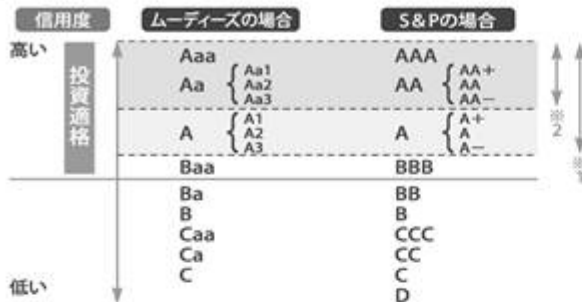 信用度 ムーディーズの場合 S&Pの場合
高い
投資適格
Aaa AAA
Aa { Aa1 Aa2 Aa3 AA { AA+ AA AA−
A { A1 A2 A3 A { A+ A A−
Baa BBB
※2
※1
Ba BB
B B
Caa CCC
Ca CC
C C
低い D